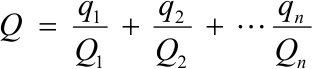 Q = q₁/Q₁ + q₂/Q₂ + ⋯ qₙ/Qₙ